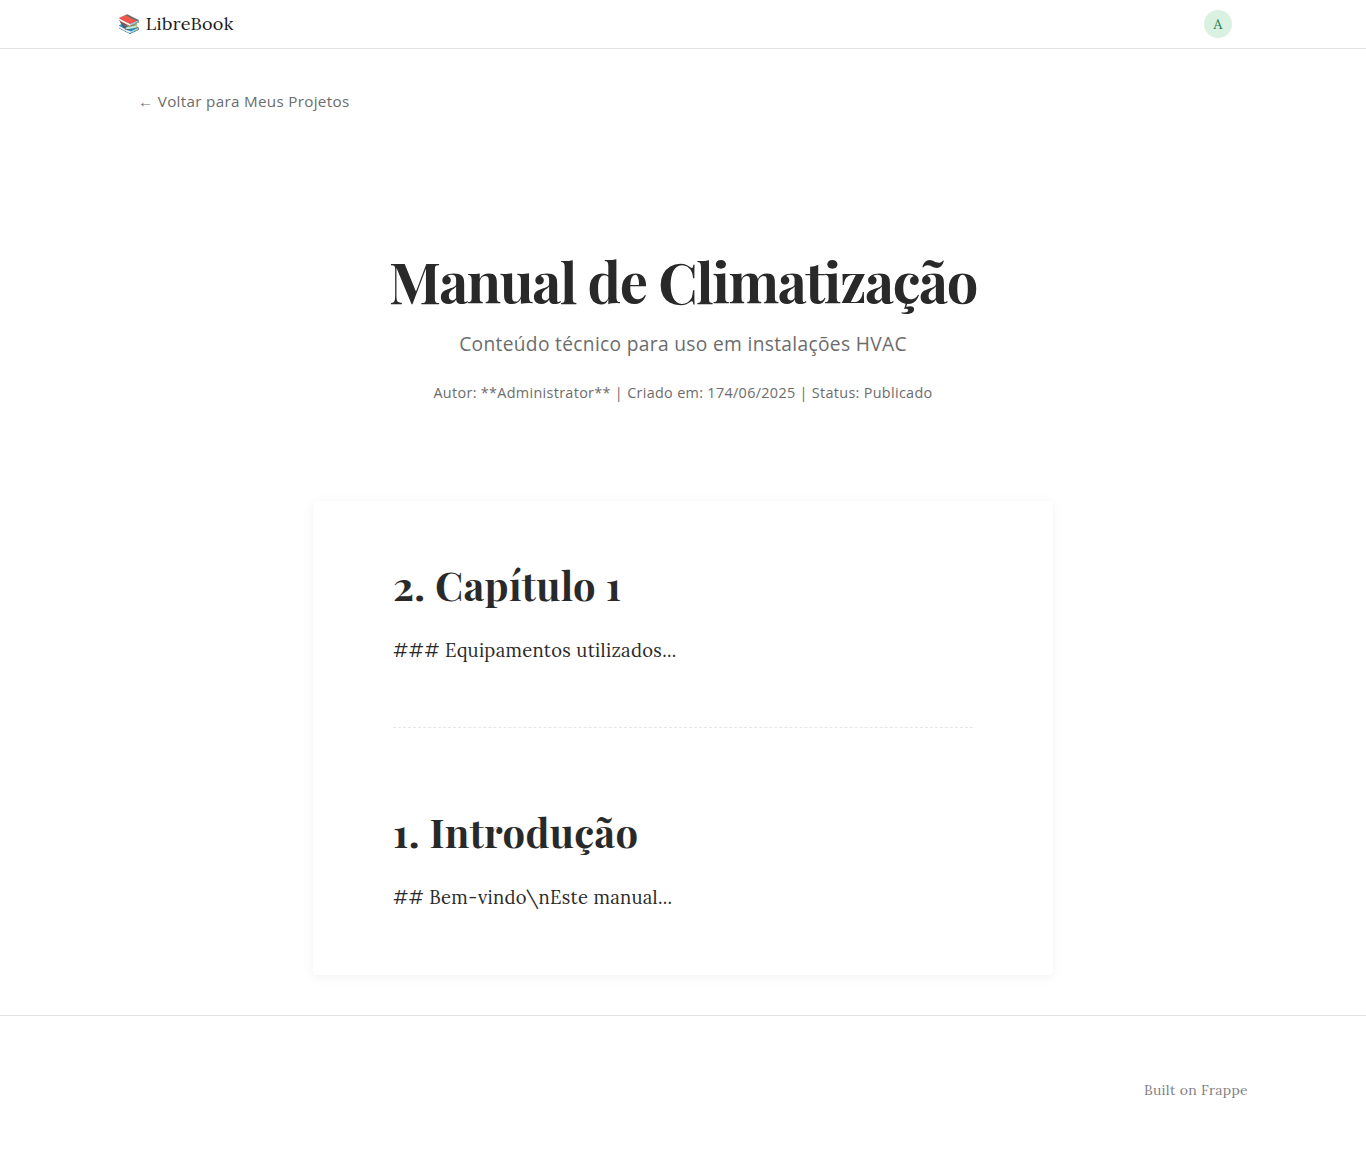 📚 LibreBook
A
← Voltar para Meus Projetos
Manual de Climatização
Conteúdo técnico para uso em instalações HVAC
Autor: **Administrator** | Criado em: 174/06/2025 | Status: Publicado
2. Capítulo 1
### Equipamentos utilizados...
1. Introdução
## Bem-vindo\nEste manual...
Built on Frappe